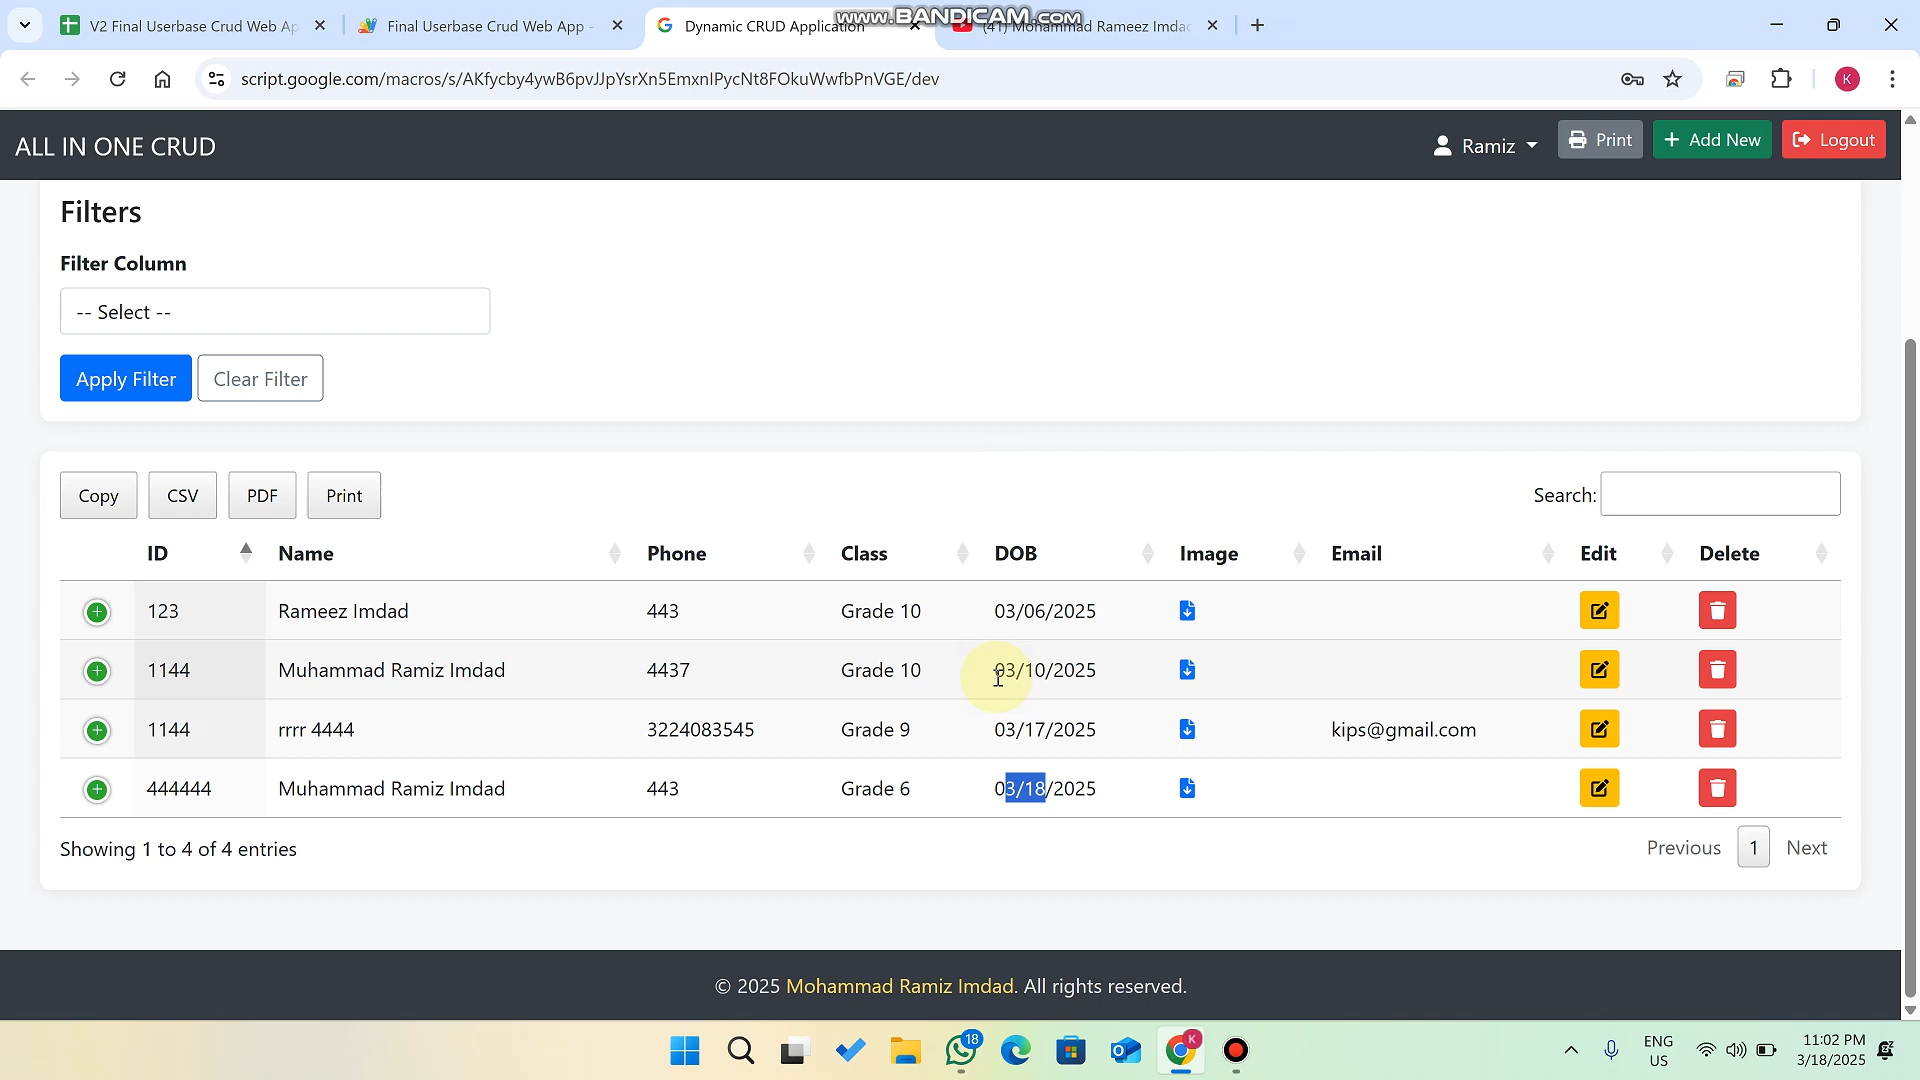 V2 Final Userbase Crud Web Ap
Final Userbase Crud Web App -
Dynamic CRUD Application
(41) Mohammad Rameez Imdad
www.BANDICAM.com
script.google.com/macros/s/AKfycby4ywB6pvJJpYsrXn5EmxnIPycNt8FOkuWwfbPnVGE/dev
K
ALL IN ONE CRUD
Ramiz
Print
Add New
Logout
Filters
Filter Column
-- Select --
Apply Filter
Clear Filter
Copy
CSV
PDF
Print
Search:
ID Name Phone Class DOB Image Email Edit Delete
123 Rameez Imdad 443 Grade 10 03/06/2025
1144 Muhammad Ramiz Imdad 4437 Grade 10 03/10/2025
1144 rrrr 4444 3224083545 Grade 9 03/17/2025 kips@gmail.com
444444 Muhammad Ramiz Imdad 443 Grade 6 03/18/2025
Showing 1 to 4 of 4 entries
Previous 1 Next
© 2025 Mohammad Ramiz Imdad. All rights reserved.
18
K
ENG
US
11:02 PM
3/18/2025